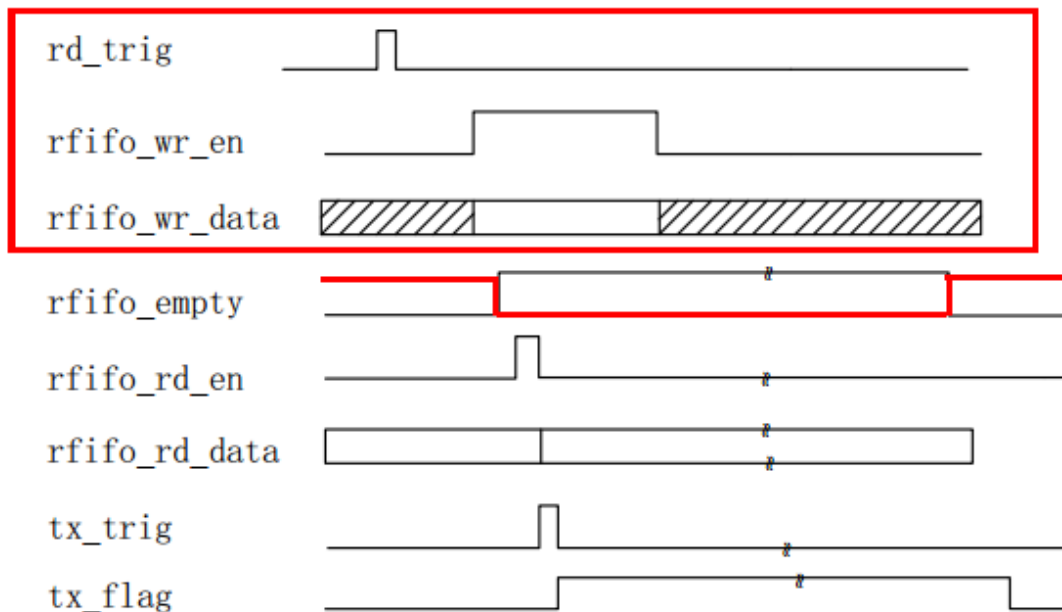 rd_trig
rfifo_wr_en
rfifo_wr_data
rfifo_empty
rfifo_rd_en
rfifo_rd_data
tx_trig
tx_flag